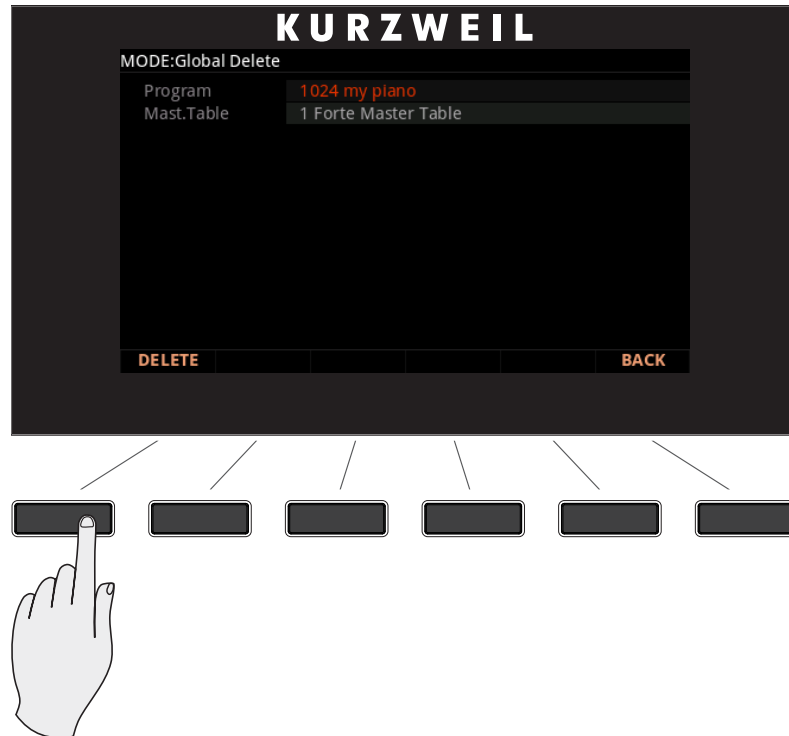 KURZWEIL
MODE:Global Delete
Program 1024 my piano
Mast.Table 1 Forte Master Table
DELETE BACK